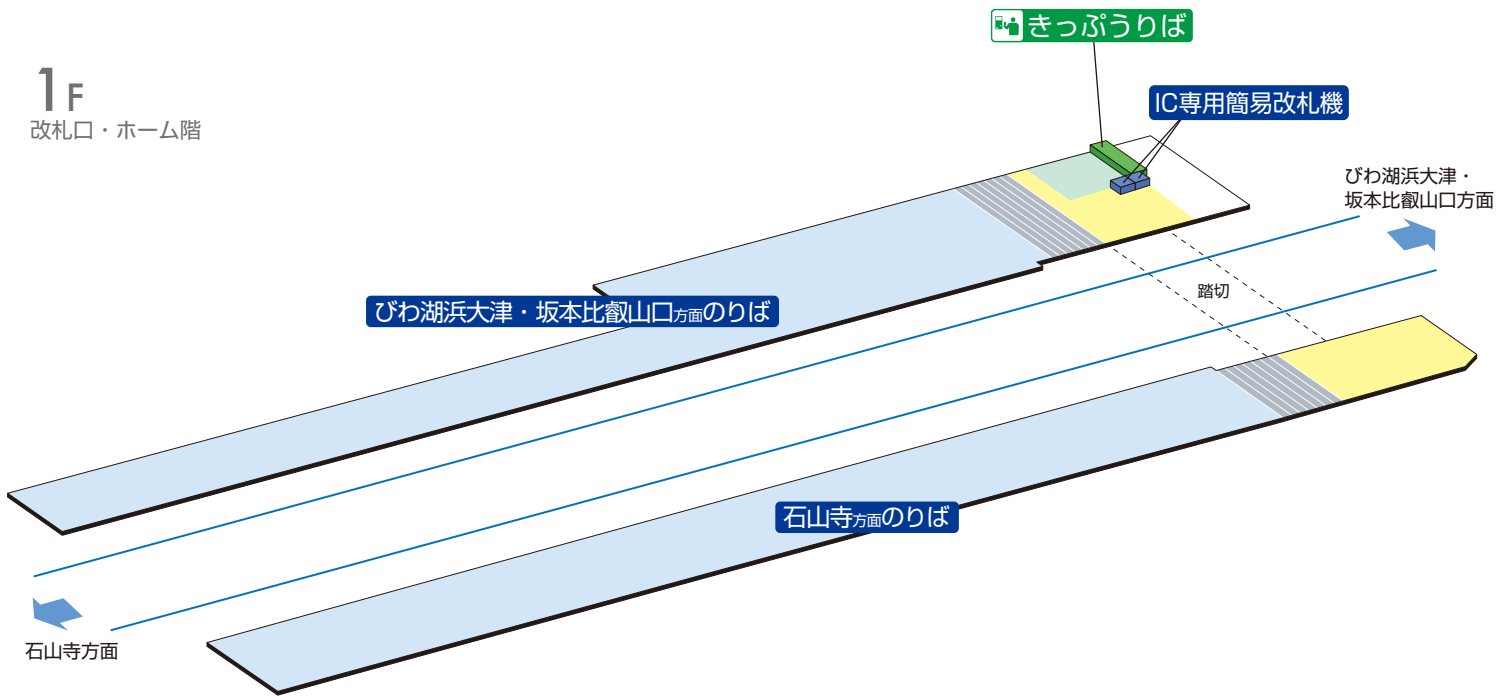 きっぷうりば
1F
改札口・ホーム階
IC専用簡易改札機
びわ湖浜大津・
坂本比叡山口方面
踏切
びわ湖浜大津・坂本比叡山口方面のりば
石山寺方面のりば
石山寺方面